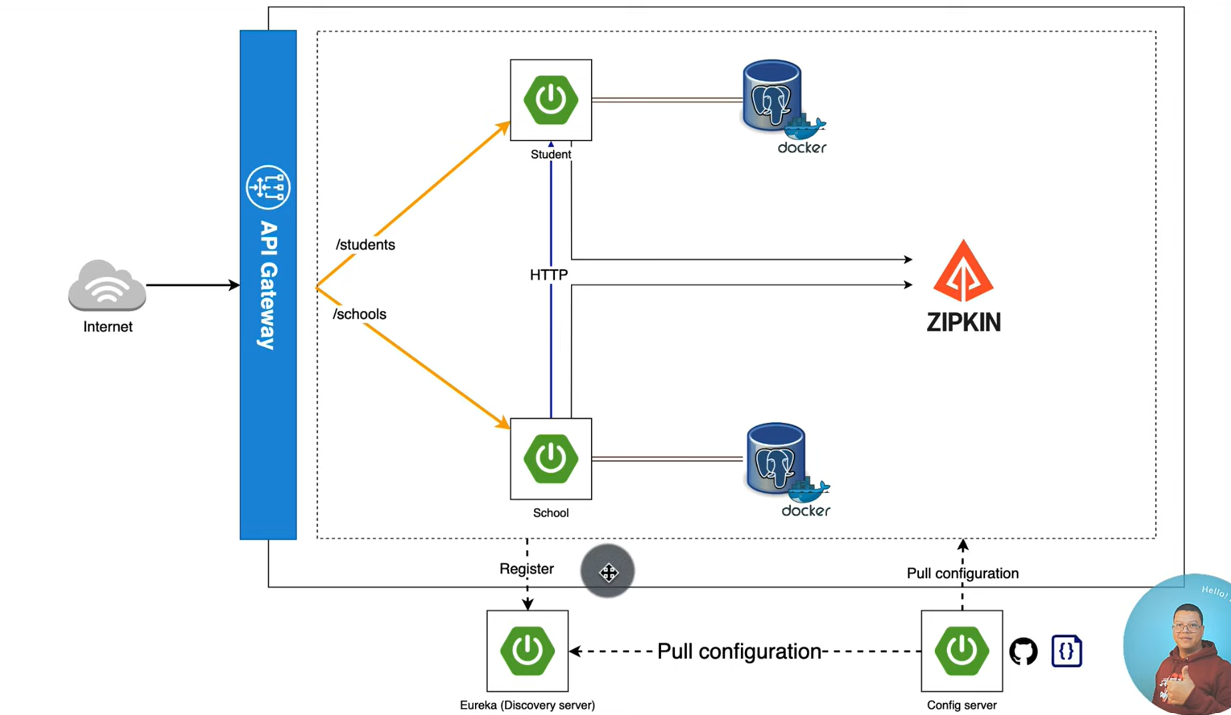 docker
Student
/students
HTTP
API Gateway
/schools
Internet
ZIPKIN
docker
School
Register
Pull configuration
Hello!
Pull configuration
{}
Eureka (Discovery server)
Config server